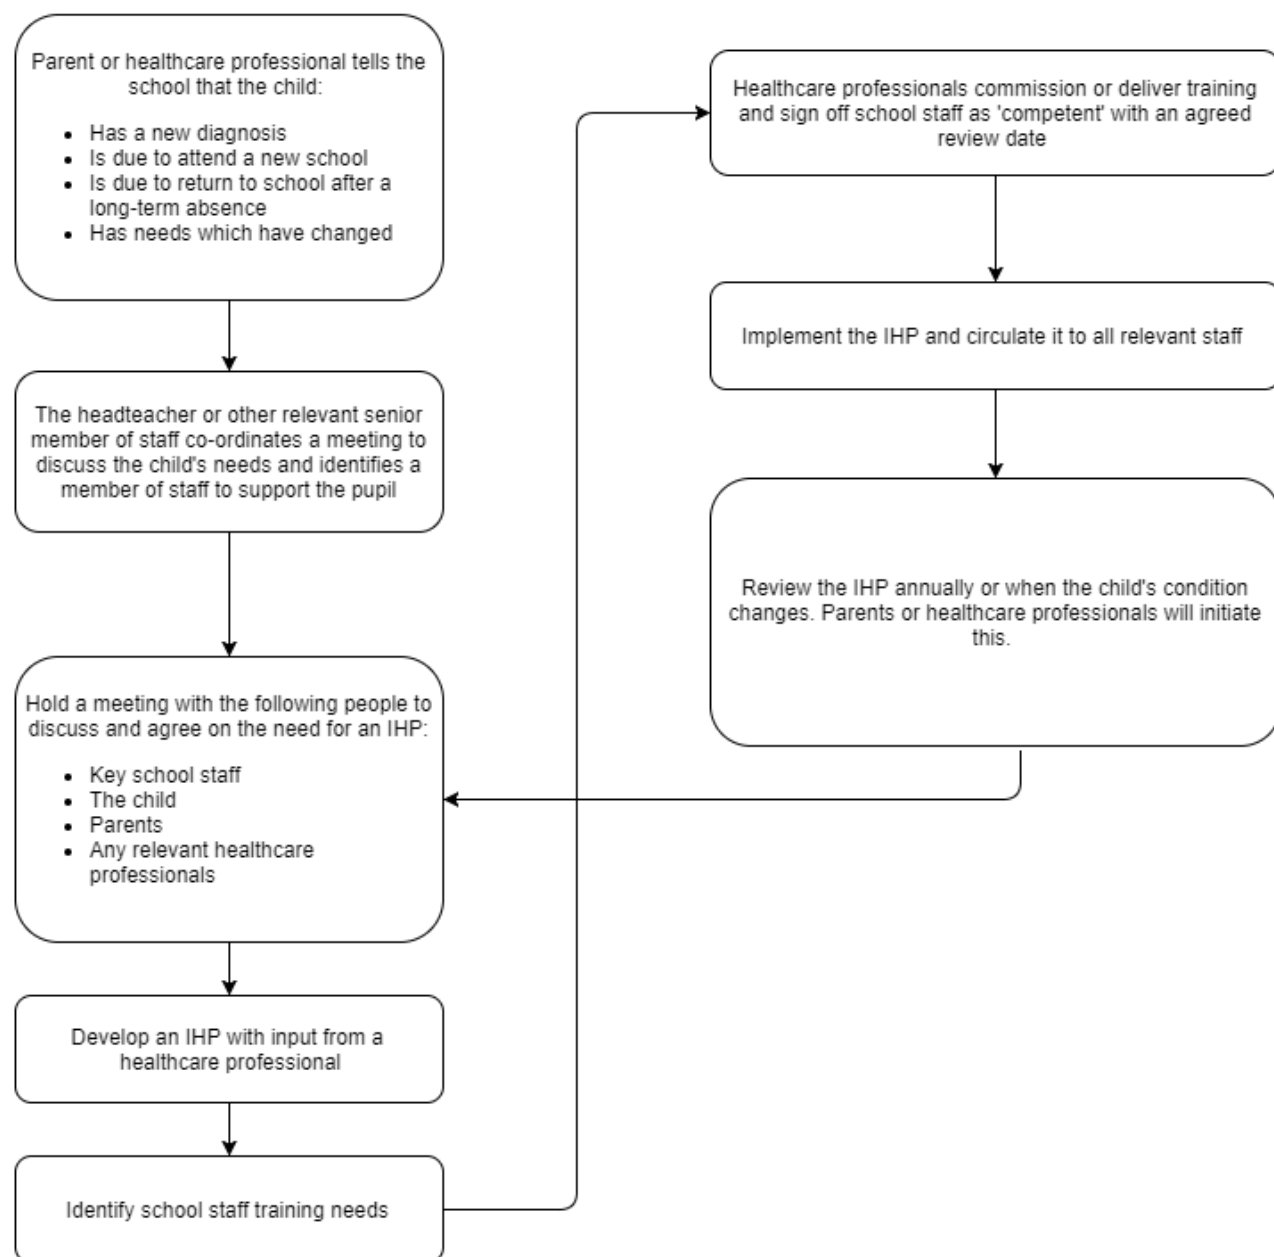 Parent or healthcare professional tells the
school that the child:
• Has a new diagnosis
• Is due to attend a new school
• Is due to return to school after a
long-term absence
• Has needs which have changed
The headteacher or other relevant senior
member of staff co-ordinates a meeting to
discuss the child's needs and identifies a
member of staff to support the pupil
Hold a meeting with the following people to
discuss and agree on the need for an IHP:
• Key school staff
• The child
• Parents
• Any relevant healthcare
professionals
Develop an IHP with input from a
healthcare professional
Identify school staff training needs
Healthcare professionals commission or deliver training
and sign off school staff as 'competent' with an agreed
review date
Implement the IHP and circulate it to all relevant staff
Review the IHP annually or when the child's condition
changes. Parents or healthcare professionals will initiate
this.